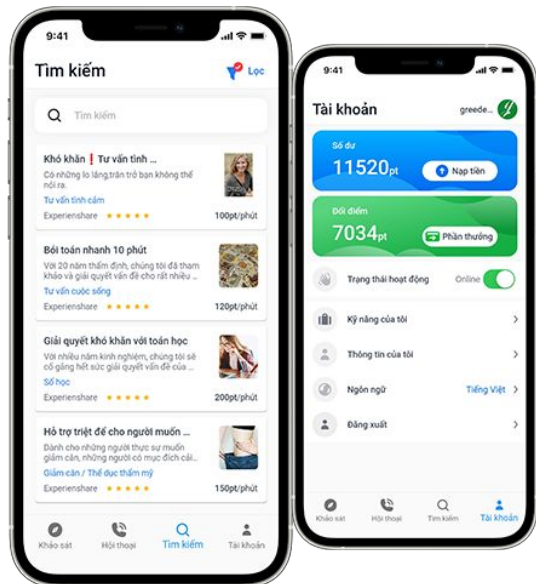 9:41
Tìm kiếm
Lọc
Tìm kiếm
Khó khăn❗Tư vấn tình ...
Có những lo lắng,trăn trở bạn không thể
nói ra.
Tư vấn tình cảm
Experienshare ★★★★★ 100pt/phút
Bói toán nhanh 10 phút
Với 20 năm thẩm định, chúng tôi đã tham
khảo và giải quyết vấn đề cho rất nhiều ...
Tư vấn cuộc sống
Experienshare ★★★★★ 120pt/phút
Giải quyết khó khăn với toán học
Với nhiều năm kinh nghiệm, chúng tôi sẽ
cố gắng hết sức giải quyết vấn đề của ...
Số học
Experienshare ★★★★★ 200pt/phút
Hỗ trợ triệt để cho người muốn ...
Dành cho những người thực sự muốn
giảm cân, những người có mục đích cải...
Giảm cân / Thể dục thẩm mỹ
Experienshare ★★★★★ 150pt/phút
Khảo sát Hội thoại Tìm kiếm Tài khoản
9:41
Tài khoản greede...
Số dư
11520pt Nạp tiền
Đổi điểm
7034pt Phần thưởng
Trạng thái hoạt động Online
Kỹ năng của tôi
Thông tin của tôi
Ngôn ngữ Tiếng Việt
Đăng xuất
Khảo sát Hội thoại Tìm kiếm Tài khoản